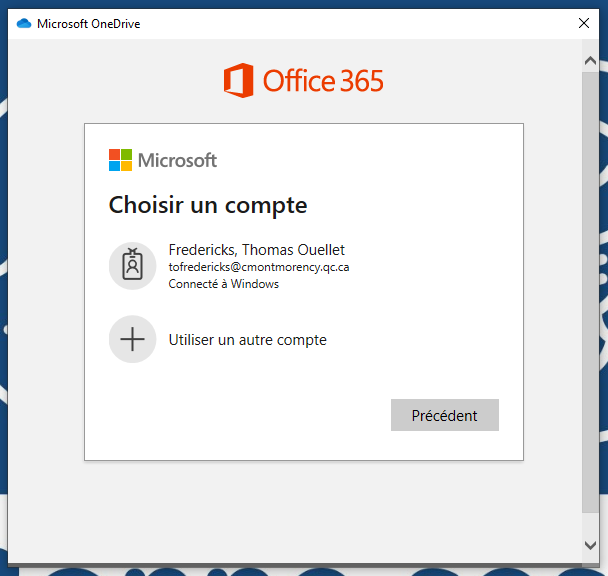 Microsoft OneDrive
Office 365
Microsoft
Choisir un compte
Fredericks, Thomas Ouellet
tofredericks@cmontmorency.qc.ca
Connecté à Windows
Utiliser un autre compte
Précédent